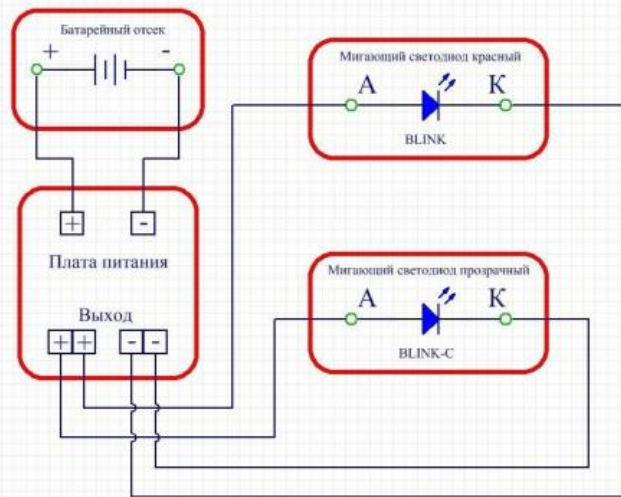 Батарейный отсек
+ -
+ -
Плата питания
Выход
+ + - -
Мигающий светодиод красный
А К
BLINK
Мигающий светодиод прозрачный
А К
BLINK-C